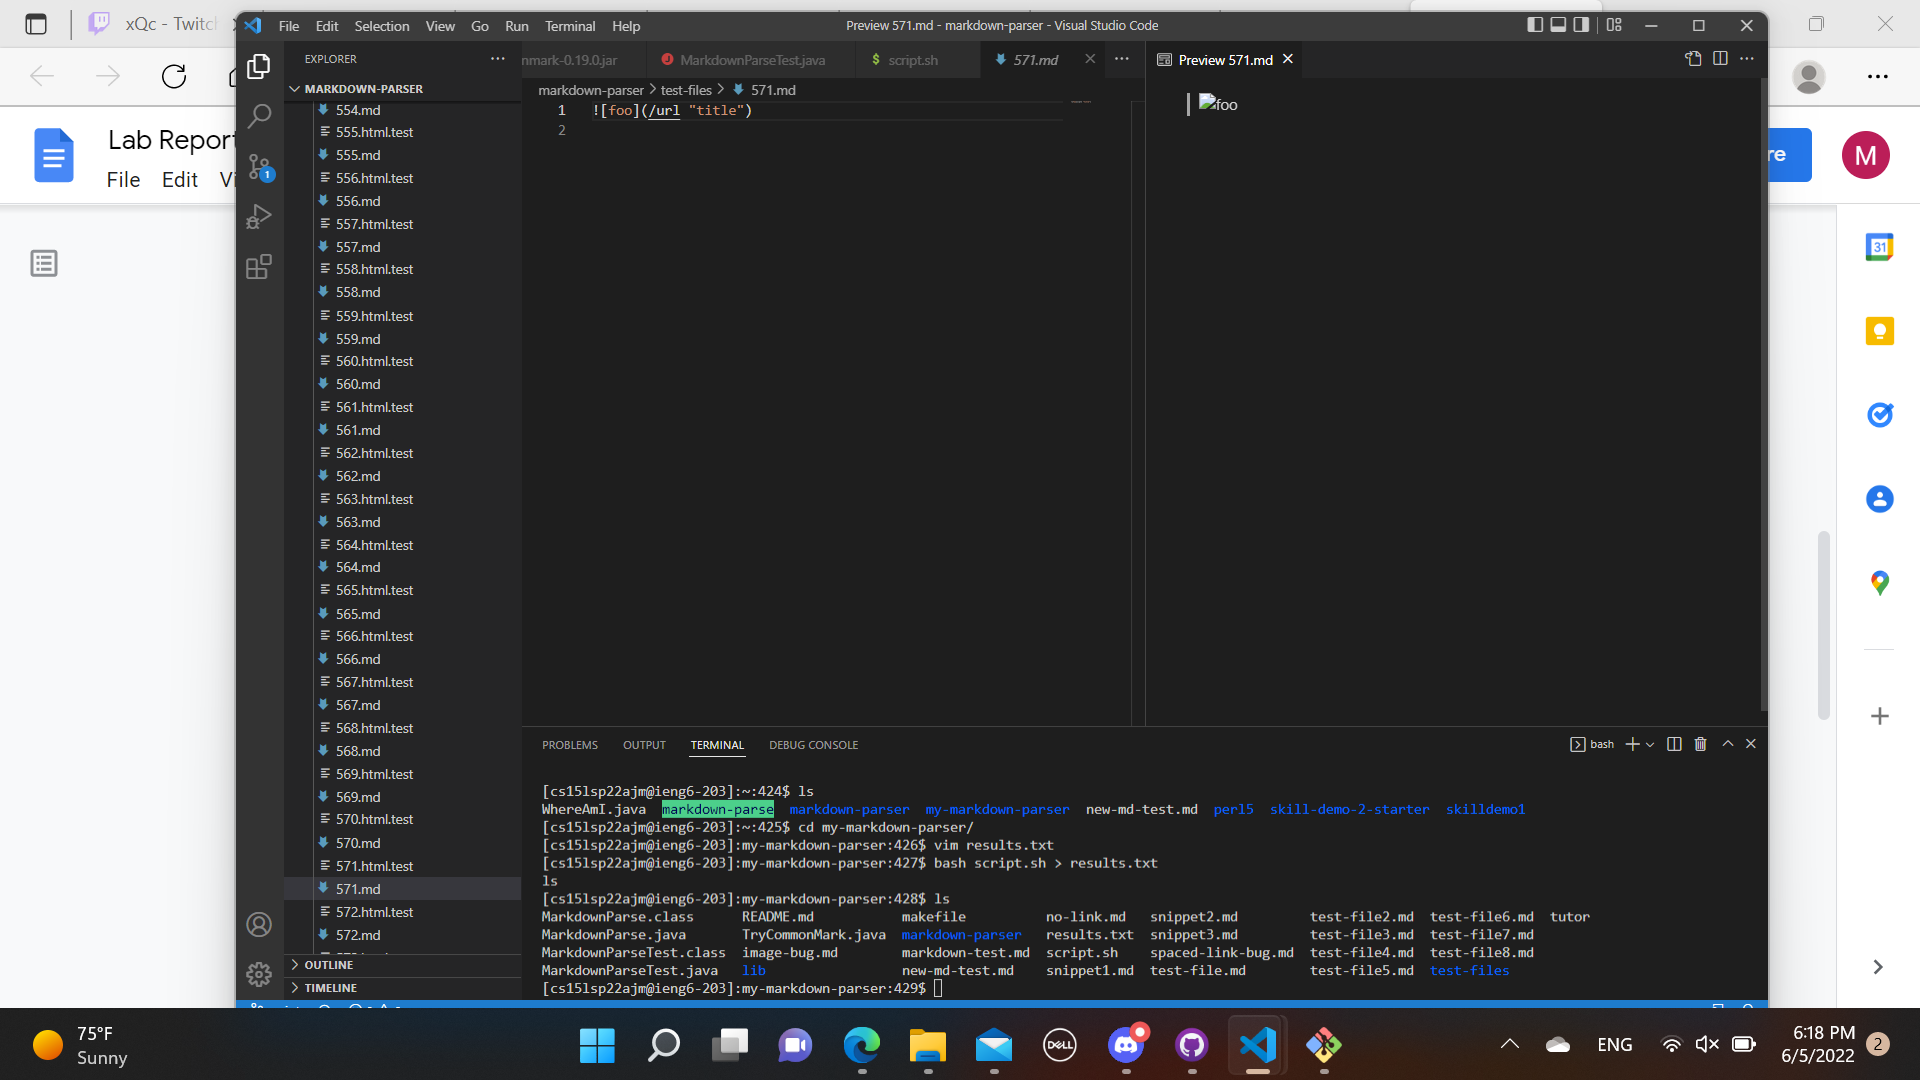 xQc - Twitch
File Edit Selection View Go Run Terminal Help
Preview 571.md - markdown-parser - Visual Studio Code
EXPLORER
nmark-0.19.0.jar
MarkdownParseTest.java
$ script.sh
571.md
Preview 571.md
MARKDOWN-PARSER
markdown-parser > test-files > 571.md
1 ![foo](/url "title")
2
foo
Lab Report
File Edit Vi
re
M
31
1
554.md
555.html.test
555.md
556.html.test
556.md
557.html.test
557.md
558.html.test
558.md
559.html.test
559.md
560.html.test
560.md
561.html.test
561.md
562.html.test
562.md
563.html.test
563.md
564.html.test
564.md
565.html.test
565.md
566.html.test
566.md
567.html.test
567.md
568.html.test
568.md
569.html.test
569.md
570.html.test
570.md
571.html.test
571.md
572.html.test
572.md
OUTLINE
TIMELINE
PROBLEMS OUTPUT TERMINAL DEBUG CONSOLE
bash
[cs15lsp22ajm@ieng6-203]:~:424$ ls
WhereAmI.java markdown-parse markdown-parser my-markdown-parser new-md-test.md perl5 skill-demo-2-starter skilldemo1
[cs15lsp22ajm@ieng6-203]:~:425$ cd my-markdown-parser/
[cs15lsp22ajm@ieng6-203]:my-markdown-parser:426$ vim results.txt
[cs15lsp22ajm@ieng6-203]:my-markdown-parser:427$ bash script.sh > results.txt
ls
[cs15lsp22ajm@ieng6-203]:my-markdown-parser:428$ ls
MarkdownParse.class README.md makefile no-link.md snippet2.md test-file2.md test-file6.md tutor
MarkdownParse.java TryCommonMark.java markdown-parser results.txt snippet3.md test-file3.md test-file7.md
MarkdownParseTest.class image-bug.md markdown-test.md script.sh spaced-link-bug.md test-file4.md test-file8.md
MarkdownParseTest.java lib new-md-test.md snippet1.md test-file.md test-file5.md test-files
[cs15lsp22ajm@ieng6-203]:my-markdown-parser:429$
75°F
Sunny
DELL
ENG
6:18 PM
6/5/2022
2